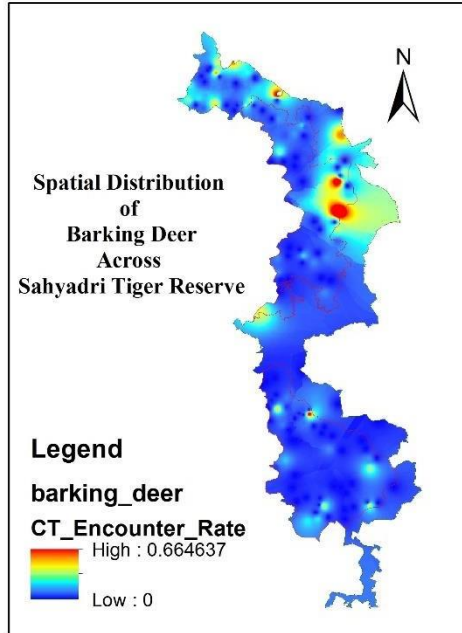 N
Spatial Distribution
of
Barking Deer
Across
Sahyadri Tiger Reserve
Legend
barking_deer
CT_Encounter_Rate
High : 0.664637
Low : 0